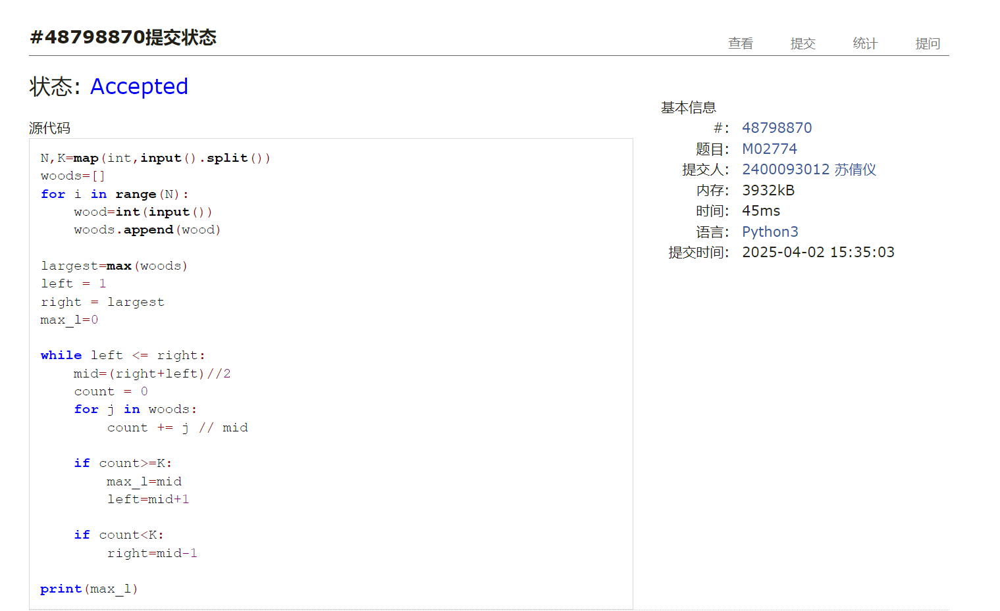 #48798870提交状态
查看 提交 统计 提问
状态: Accepted
源代码
N,K=map(int,input().split())
woods=[]
for i in range(N):
    wood=int(input())
    woods.append(wood)

largest=max(woods)
left = 1
right = largest
max_l=0

while left <= right:
    mid=(right+left)//2
    count = 0
    for j in woods:
        count += j // mid

    if count>=K:
        max_l=mid
        left=mid+1

    if count<K:
        right=mid-1

print(max_l)
基本信息
#: 48798870
题目: M02774
提交人: 2400093012 苏倩仪
内存: 3932kB
时间: 45ms
语言: Python3
提交时间: 2025-04-02 15:35:03